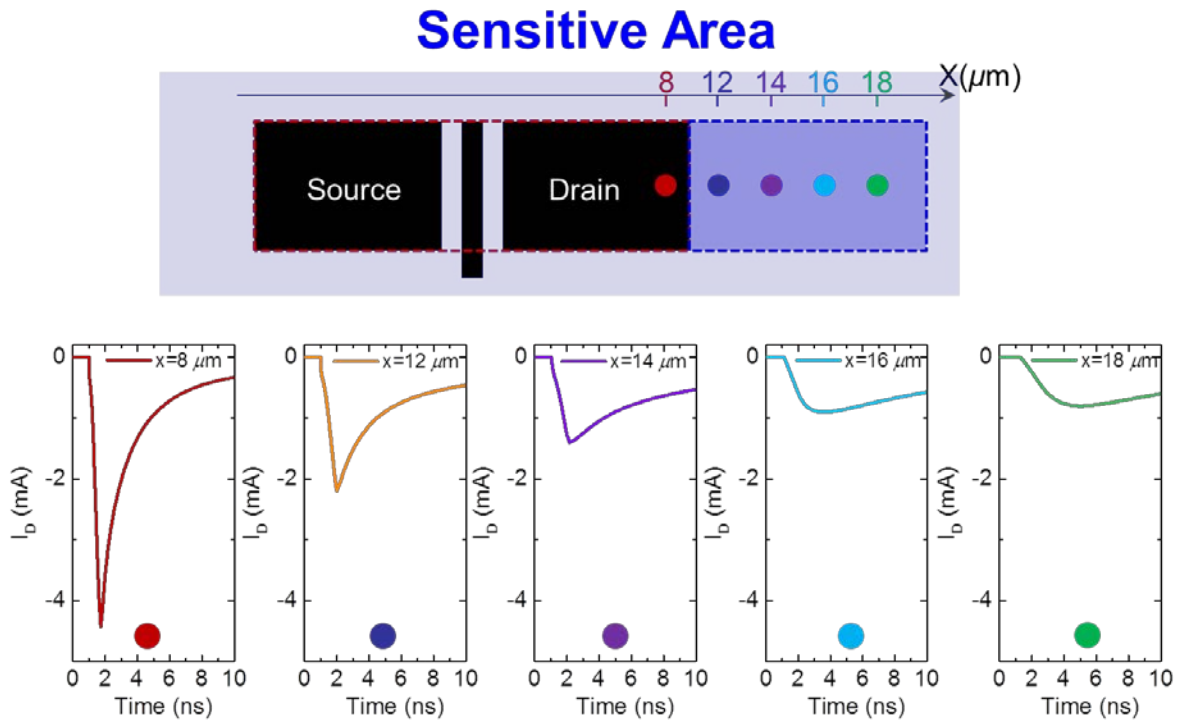 Sensitive Area
X(μm)
8 12 14 16 18
Source
Drain
x=8 μm
x=12 μm
x=14 μm
x=16 μm
x=18 μm
0 0 0 0 0
-2 -2 -2 -2 -2
-4 -4 -4 -4 -4
I_D (mA) I_D (mA) I_D (mA) I_D (mA) I_D (mA)
0 2 4 6 8 10 0 2 4 6 8 10 0 2 4 6 8 10 0 2 4 6 8 10 0 2 4 6 8 10
Time (ns) Time (ns) Time (ns) Time (ns) Time (ns)